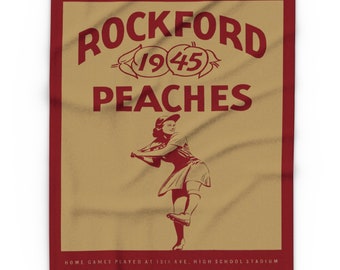 ROCKFORD
1945
PEACHES
HOME GAMES PLAYED AT 15TH AVE. HIGH SCHOOL STADIUM